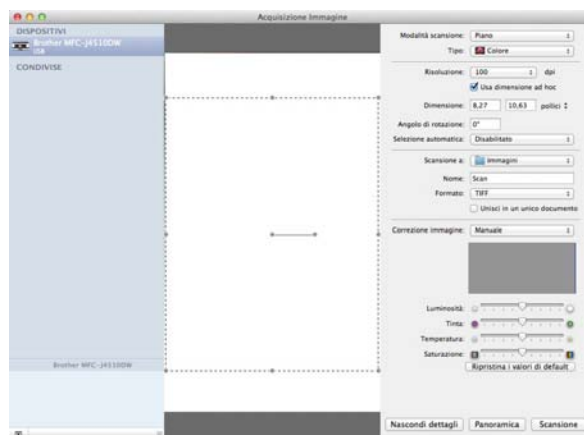 Acquisizione Immagine
DISPOSITIVI
Brother MFC-J4510DW
USB
CONDIVISE
Brother MFC-J4510DW
Modalità scansione: Piano
Tipo: Colore
Risoluzione: 100 dpi
Usa dimensione ad hoc
Dimensione: 8,27 10,63 pollici
Angolo di rotazione: 0°
Selezione automatica: Disabilitato
Scansione a: Immagini
Nome: Scan
Formato: TIFF
Unisci in un unico documento
Correzione immagine: Manuale
Luminosità:
Tinta:
Temperatura:
Saturazione:
Ripristina i valori di default
Nascondi dettagli Panoramica Scansione